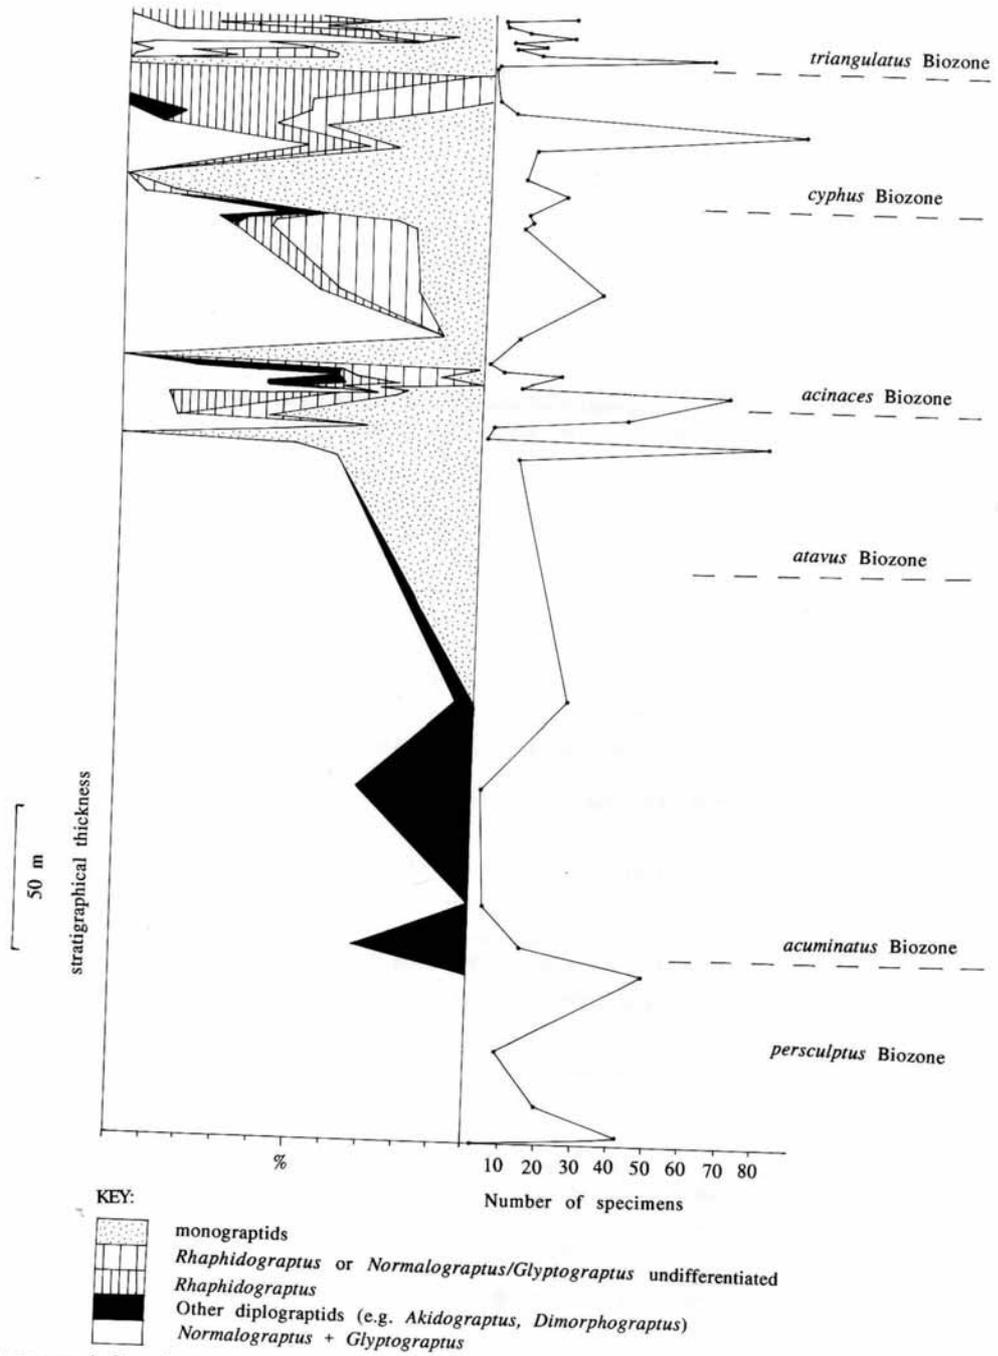 triangulatus Biozone
cyphus Biozone
acinaces Biozone
atavus Biozone
stratigraphical thickness
50 m
acuminatus Biozone
persculptus Biozone
%
10 20 30 40 50 60 70 80
Number of specimens
KEY:
monograptids
Rhaphidograptus or Normalograptus/Glyptograptus undifferentiated
Rhaphidograptus
Other diplograptids (e.g. Akidograptus, Dimorphograptus)
Normalograptus + Glyptograptus